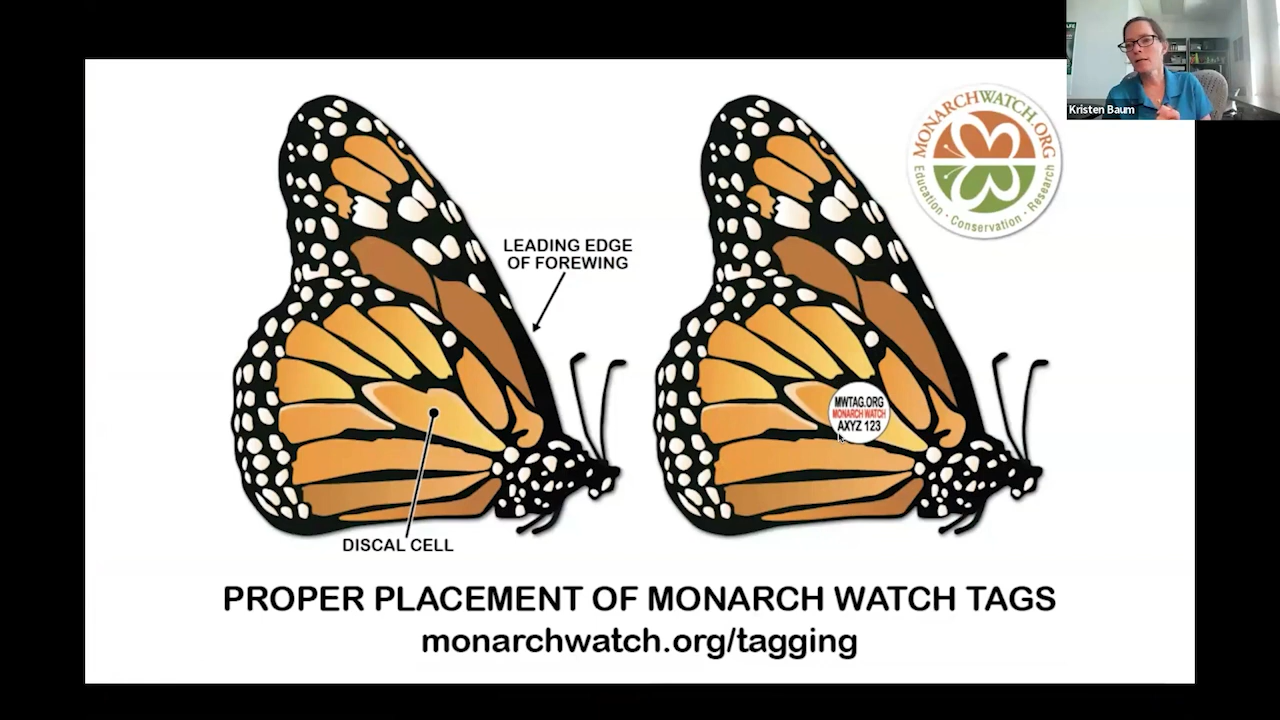 Kristen Baum
MONARCHWATCH.ORG
Education · Conservation · Research
LEADING EDGE
OF FOREWING
MWTAG.ORG
MONARCH WATCH
AXYZ 123
DISCAL CELL
PROPER PLACEMENT OF MONARCH WATCH TAGS
monarchwatch.org/tagging